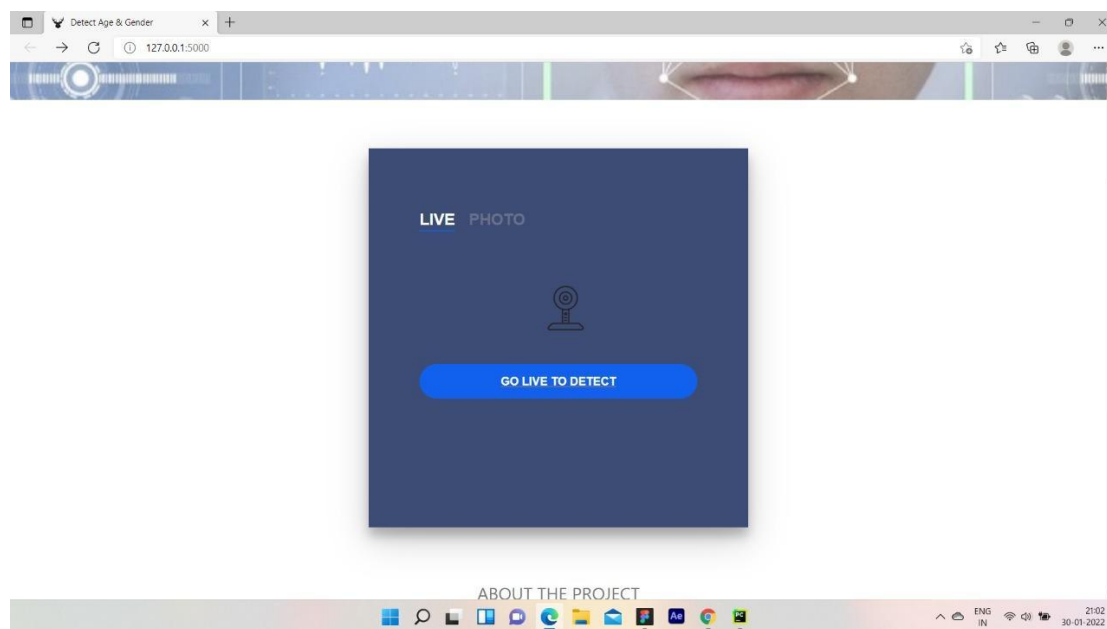 Detect Age & Gender
127.0.0.1:5000
LIVE PHOTO
GO LIVE TO DETECT
ABOUT THE PROJECT
Ae
ENG
IN
21:02
30-01-2022